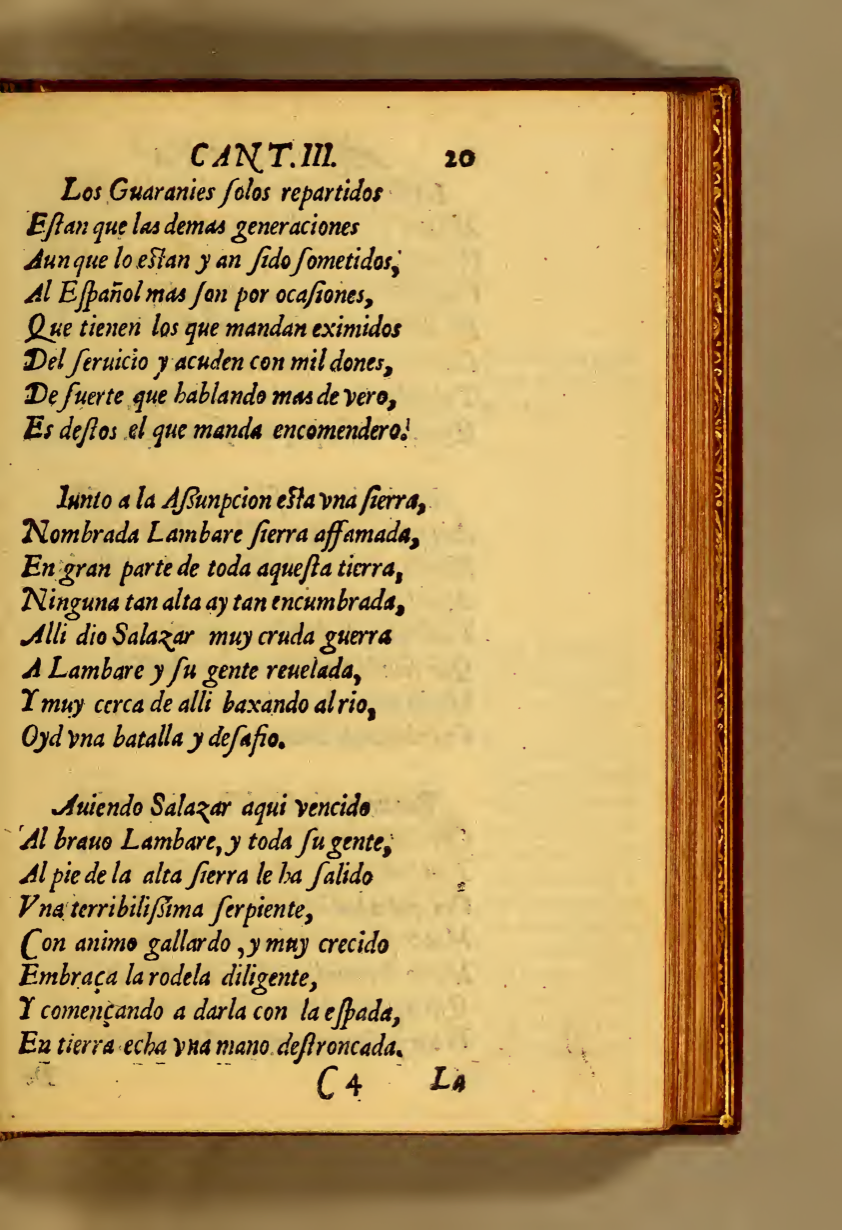 CANT. III. 20
Los Guaranies ſolos repartidos
Eſtan que las demas generaciones
Aunque lo eſtan y an ſido ſometidos,
Al Eſpañol mas ſon por ocaſiones,
Que tienen los que mandan eximidos
Del ſeruicio y acuden con mil dones,
De ſuerte que hablando mas de vero,
Es deſtos el que manda encomendero.
Iunto a la Aſsunpcion eſta vna ſierra,
Nombrada Lambare ſierra affamada,
En gran parte de toda aqueſta tierra,
Ninguna tan alta ay tan encumbrada,
Alli dio Salazar muy cruda guerra
A Lambare y ſu gente reuelada,
Y muy cerca de alli baxando al rio,
Oyd vna batalla y deſafio.
Auiendo Salazar aqui vencido
Al brauo Lambare, y toda ſu gente,
Al pie de la alta ſierra le ha ſalido
Vna terribiliſsima ſerpiente,
Con animo gallardo, y muy crecido
Embraça la rodela diligente,
Y començando a darla con la eſpada,
En tierra echa vna mano deſtroncada.
C 4 La